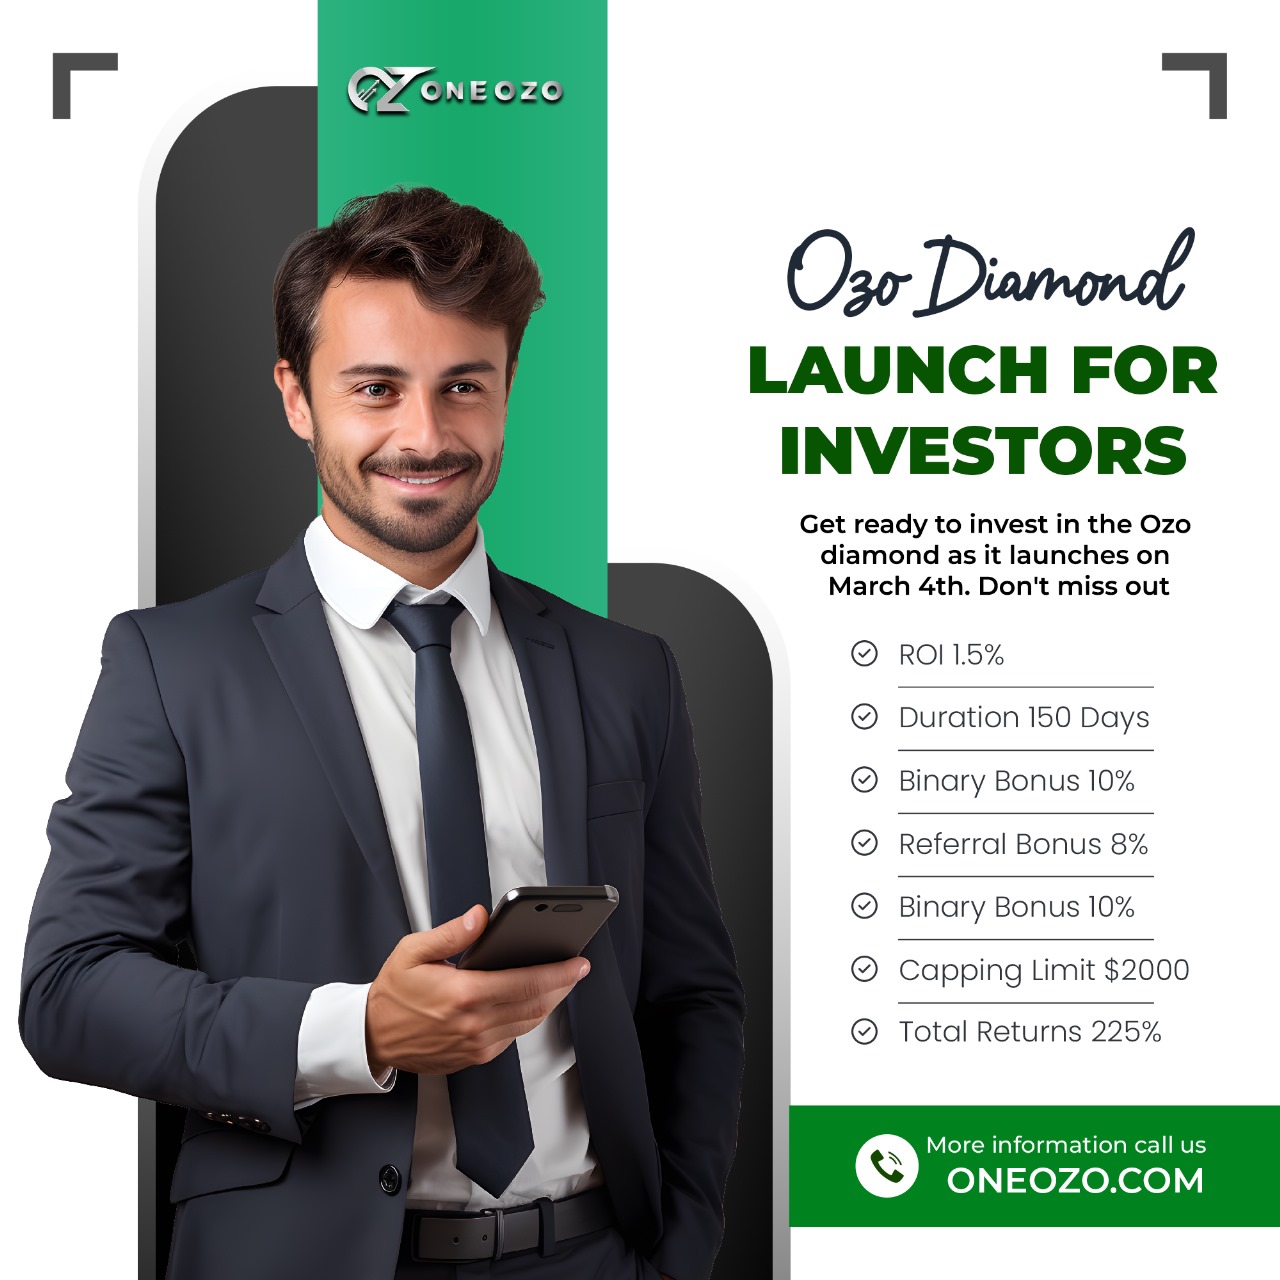 OZ ONEOZO
Ozo Diamond
LAUNCH FOR
INVESTORS
Get ready to invest in the Ozo
diamond as it launches on
March 4th. Don't miss out
ROI 1.5%
Duration 150 Days
Binary Bonus 10%
Referral Bonus 8%
Binary Bonus 10%
Capping Limit $2000
Total Returns 225%
More information call us
ONEOZO.COM